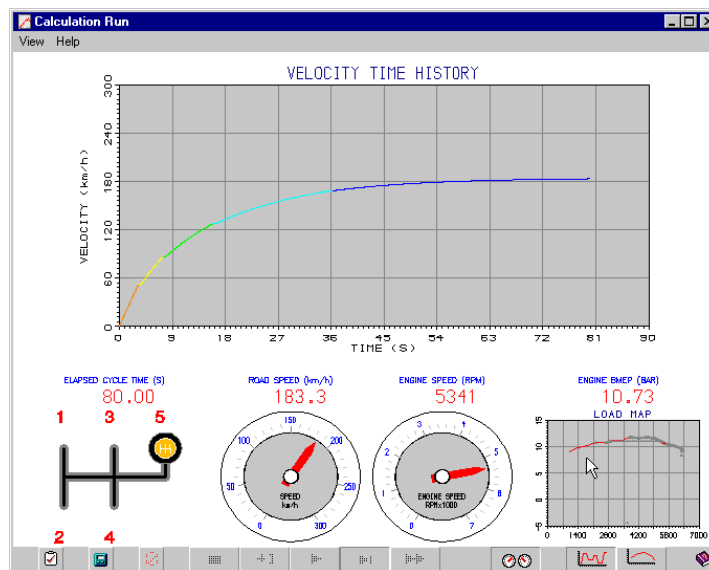 Calculation Run
View Help
VELOCITY TIME HISTORY
VELOCITY (km/h)
300
240
180
120
60
0
0 9 18 27 36 45 54 63 72 81 90
TIME (S)
ELAPSED CYCLE TIME (S)
80.00
1 3 5
2 4
ROAD SPEED (km/h)
183.3
0 50 100 150 200 250 300
SPEED
km/h
ENGINE SPEED (RPM)
5341
0 1 2 3 4 5 6 7
ENGINE SPEED
RPMx1000
ENGINE BMEP (BAR)
10.73
LOAD MAP
15
10
5
0
-5
0 1400 2800 4200 5600 7000